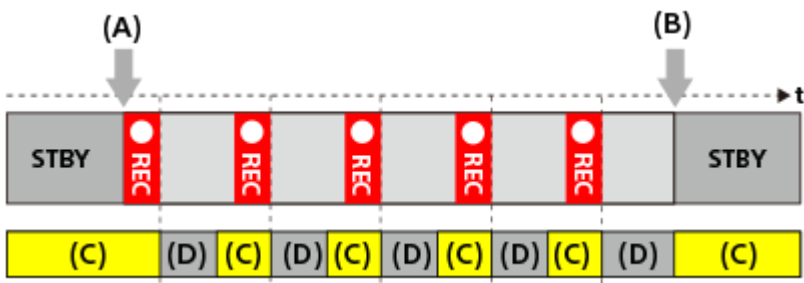 (A) (B)
t
STBY REC REC REC REC REC STBY
(C) (D) (C) (D) (C) (D) (C) (D) (C) (D) (C)